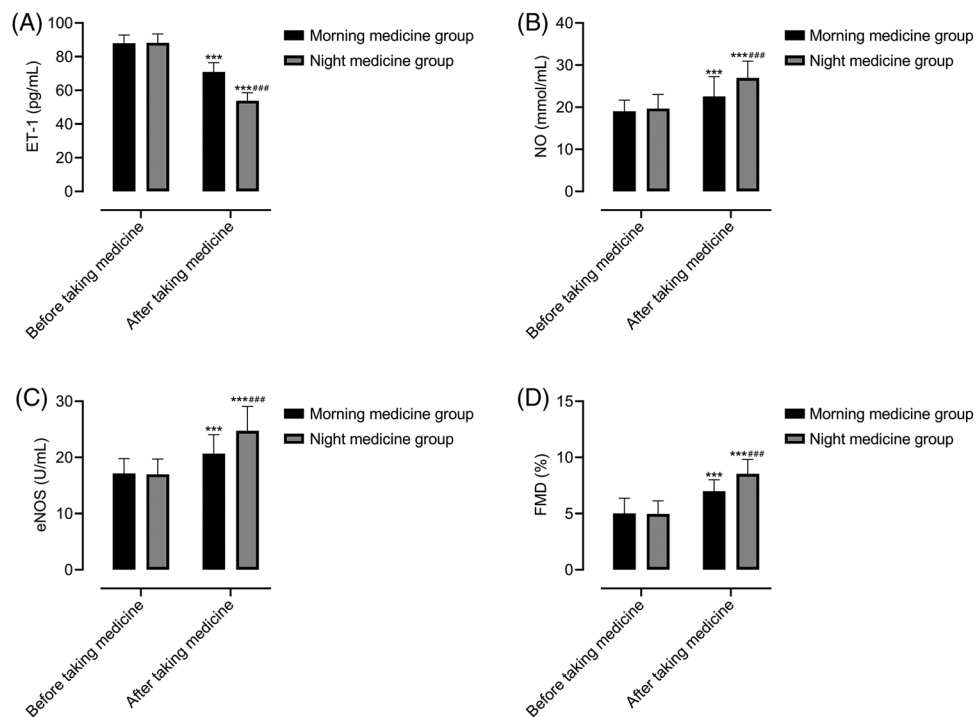 (A)
ET-1 (pg/mL)
100
80
60
40
20
0
***
***###
Morning medicine group
Night medicine group
Before taking medicine
After taking medicine
(B)
NO (mmol/mL)
40
30
20
10
0
***
***###
Morning medicine group
Night medicine group
Before taking medicine
After taking medicine
(C)
eNOS (U/mL)
30
20
10
0
***
***###
Morning medicine group
Night medicine group
Before taking medicine
After taking medicine
(D)
FMD (%)
15
10
5
0
***
***###
Morning medicine group
Night medicine group
Before taking medicine
After taking medicine